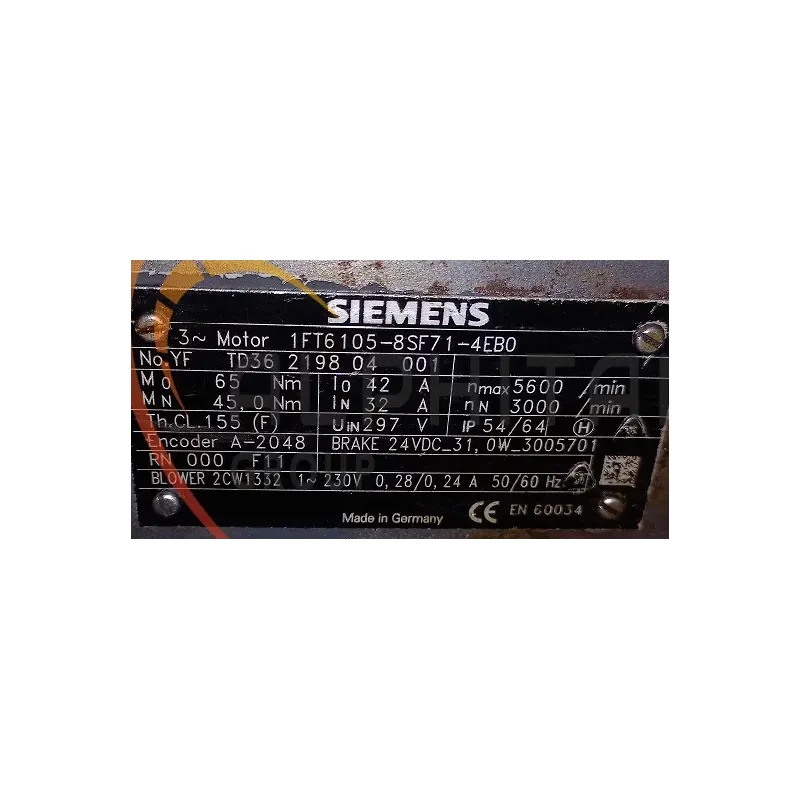 SIEMENS
3~ Motor 1FT6105-8SF71-4EB0
No.YF TD36 2198 04 001
M0 65 Nm I0 42 A nmax 5600 /min
MN 45,0 Nm IN 32 A nN 3000 /min
Th.CL.155 (F) UIN 297 V IP 54/64 H
Encoder A-2048 BRAKE 24VDC_31,0W_3005701
RN 000 F11
BLOWER 2CW1332 1~ 230V 0,28/0,24 A 50/60 Hz
Made in Germany CE EN 60034
GROUP